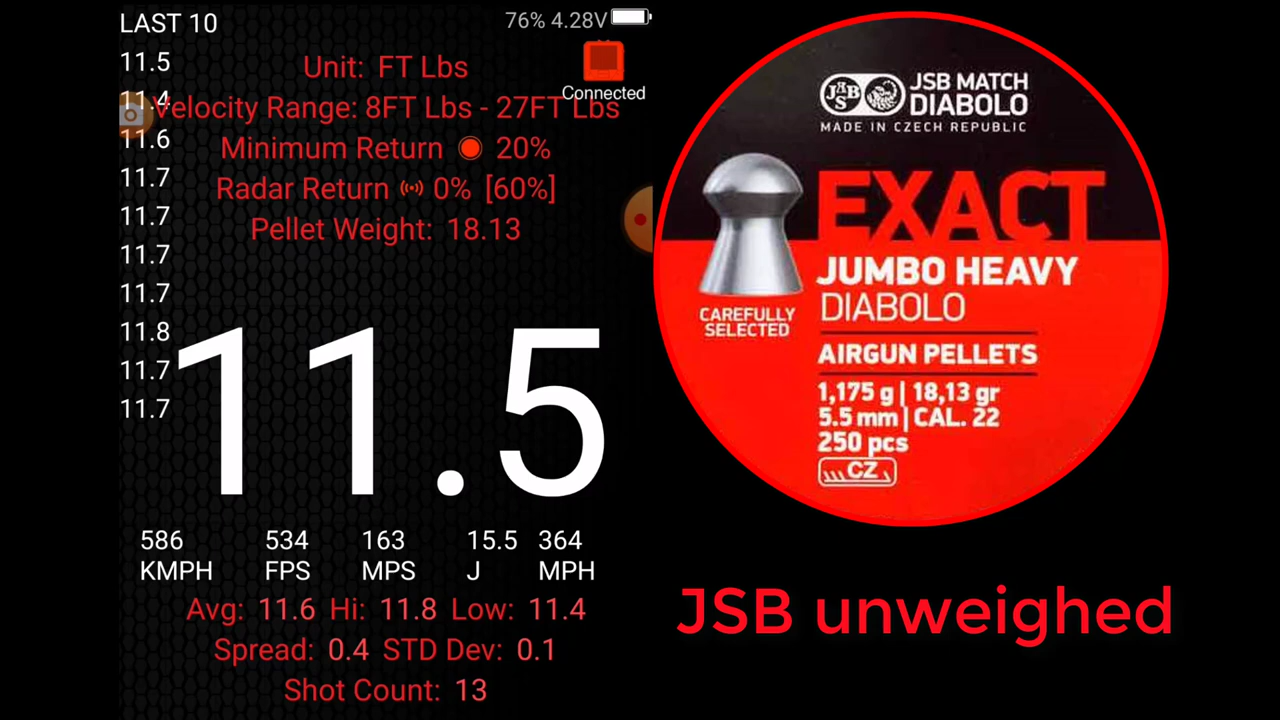 LAST 10
76% 4.28V
11.5
11.4
11.6
11.7
11.7
11.7
11.7
11.8
11.7
11.7
Unit: FT Lbs
Connected
Velocity Range: 8FT Lbs - 27FT Lbs
Minimum Return 20%
Radar Return 0% [60%]
Pellet Weight: 18.13
11.5
586 534 163 15.5 364
KMPH FPS MPS J MPH
Avg: 11.6 Hi: 11.8 Low: 11.4
Spread: 0.4 STD Dev: 0.1
Shot Count: 13
JSB
JSB MATCH
DIABOLO
MADE IN CZECH REPUBLIC
EXACT
JUMBO HEAVY
DIABOLO
CAREFULLY
SELECTED
AIRGUN PELLETS
1,175 g | 18,13 gr
5.5 mm | CAL. 22
250 pcs
CZ
JSB unweighed